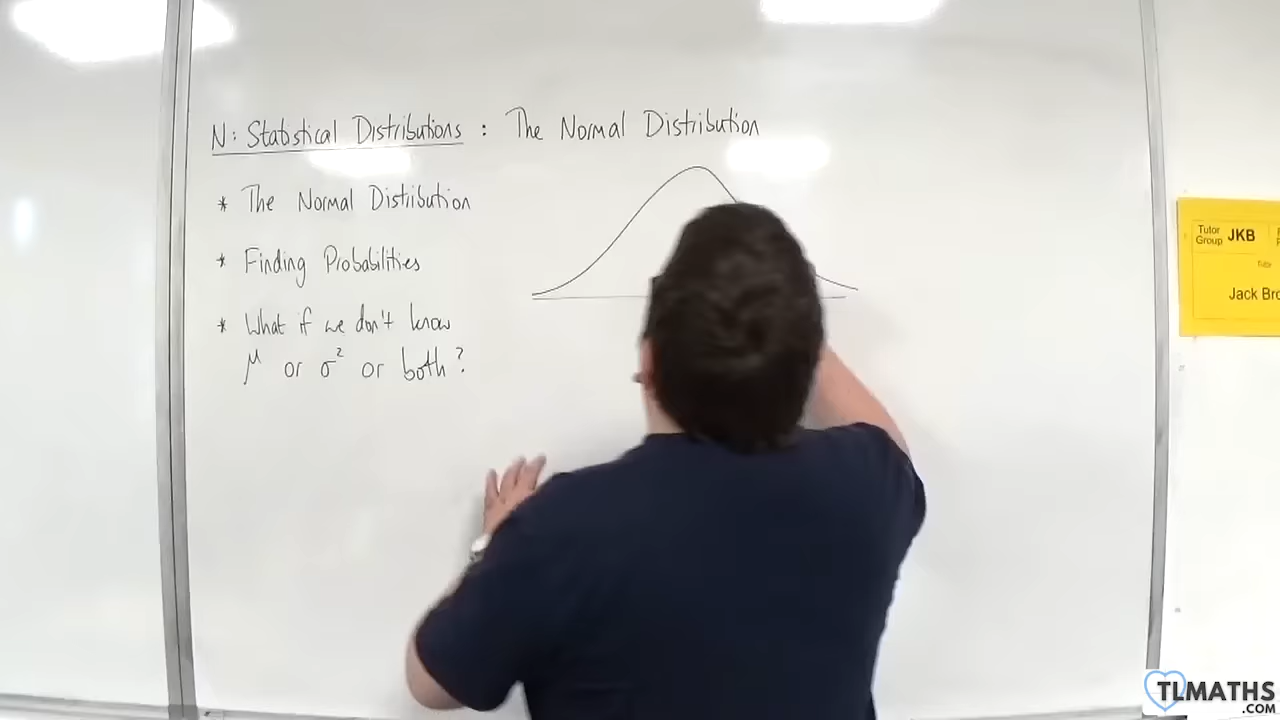 N: Statistical Distributions : The Normal Distribution
* The Normal Distribution
* Finding Probabilities
* What if we don't know
μ or σ² or both?
Tutor
Group JKB
Tutor
Jack Bro
TLMATHS
.COM